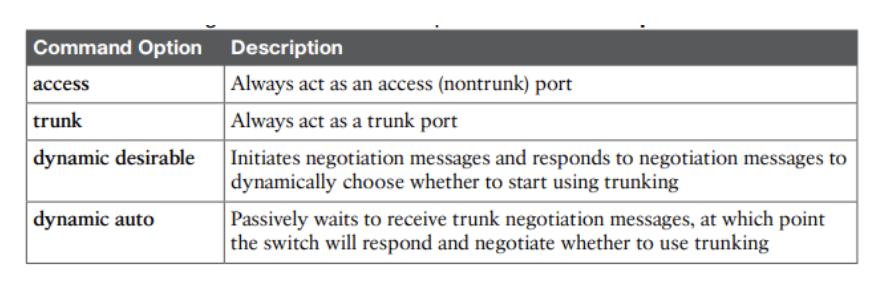 Command Option Description
access Always act as an access (nontrunk) port
trunk Always act as a trunk port
dynamic desirable Initiates negotiation messages and responds to negotiation messages to
dynamically choose whether to start using trunking
dynamic auto Passively waits to receive trunk negotiation messages, at which point
the switch will respond and negotiate whether to use trunking